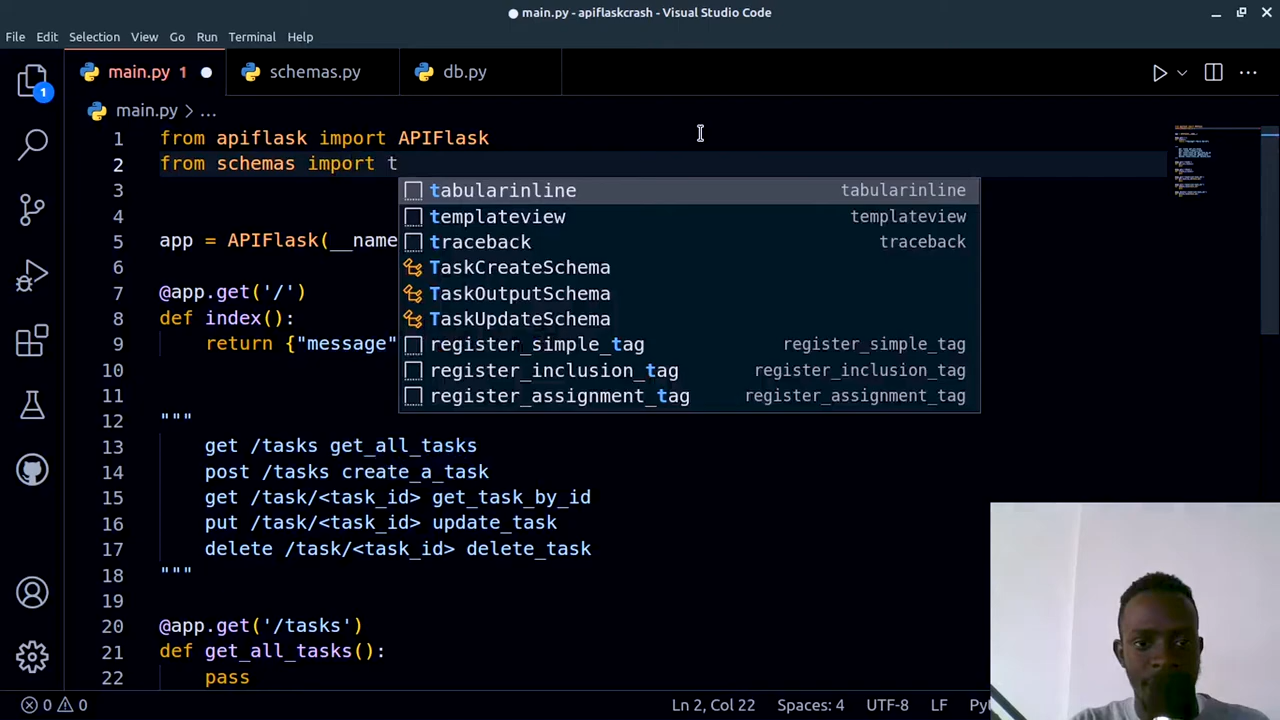 main.py - apiflaskcrash - Visual Studio Code
File Edit Selection View Go Run Terminal Help
main.py 1 schemas.py db.py
main.py > ...
1 from apiflask import APIFlask
2 from schemas import t
3
4
5 app = APIFlask(__name
6
7 @app.get('/')
8 def index():
9 return {"message"
10
11
12 """
13 get /tasks get_all_tasks
14 post /tasks create_a_task
15 get /task/<task_id> get_task_by_id
16 put /task/<task_id> update_task
17 delete /task/<task_id> delete_task
18 """
19
20 @app.get('/tasks')
21 def get_all_tasks():
22 pass
tabularinline tabularinline
templateview templateview
traceback traceback
TaskCreateSchema
TaskOutputSchema
TaskUpdateSchema
register_simple_tag register_simple_tag
register_inclusion_tag register_inclusion_tag
register_assignment_tag register_assignment_tag
1
0 0 Ln 2, Col 22 Spaces: 4 UTF-8 LF